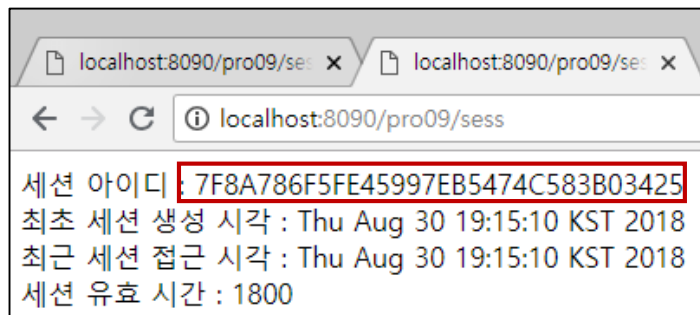 localhost:8090/pro09/ses
localhost:8090/pro09/ses
localhost:8090/pro09/sess
세션 아이디 : 7F8A786F5FE45997EB5474C583B03425
최초 세션 생성 시각 : Thu Aug 30 19:15:10 KST 2018
최근 세션 접근 시각 : Thu Aug 30 19:15:10 KST 2018
세션 유효 시간 : 1800